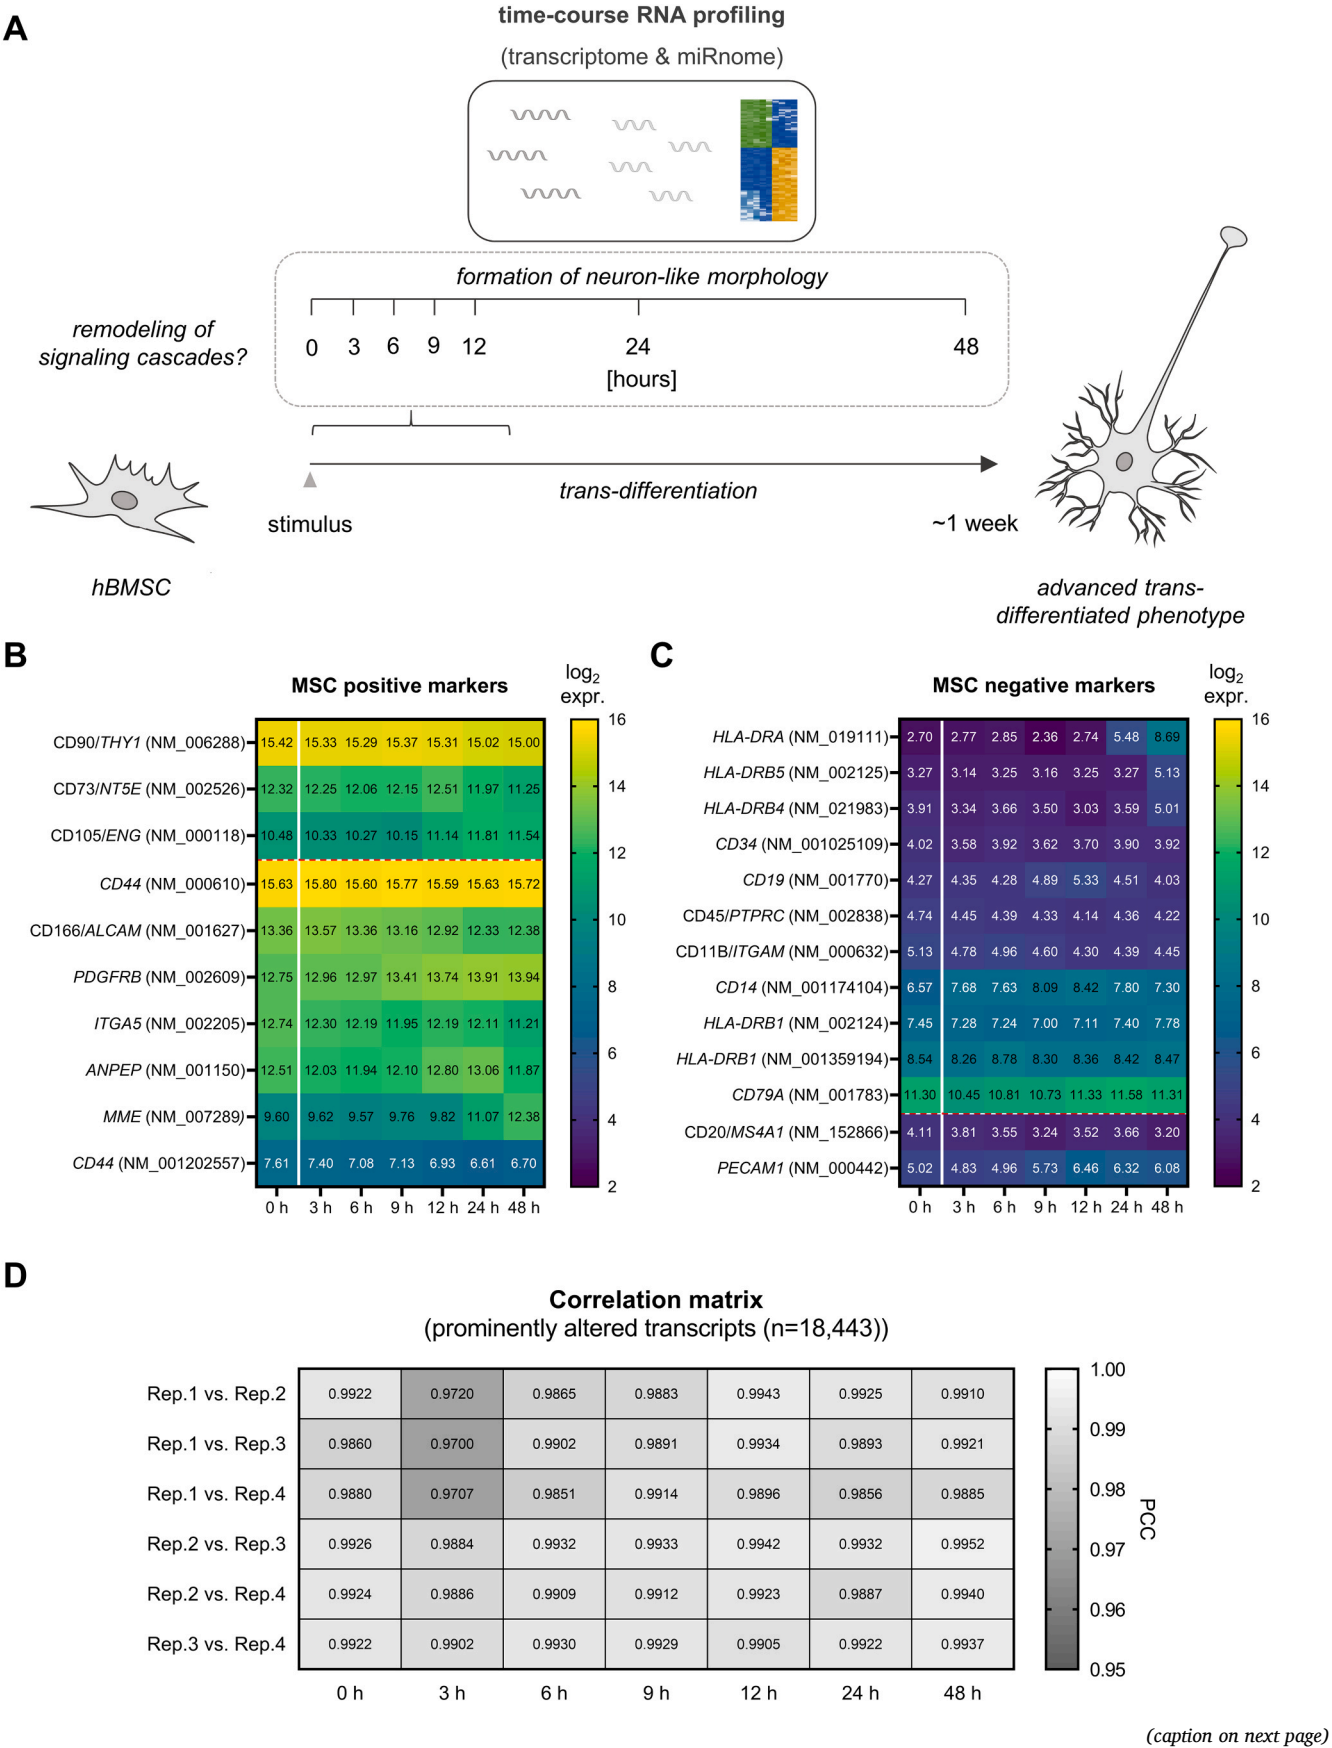 A
time-course RNA profiling
(transcriptome & miRnome)
formation of neuron-like morphology
remodeling of
signaling cascades?
0 3 6 9 12 24 48
[hours]
trans-differentiation
stimulus
~1 week
hBMSC
advanced trans-
differentiated phenotype
B
MSC positive markers
log2
expr.
CD90/THY1 (NM_006288) 15.42 15.33 15.29 15.37 15.31 15.02 15.00
CD73/NT5E (NM_002526) 12.32 12.25 12.06 12.15 12.51 11.97 11.25
CD105/ENG (NM_000118) 10.48 10.33 10.27 10.15 11.14 11.81 11.54
CD44 (NM_000610) 15.63 15.80 15.60 15.77 15.59 15.63 15.72
CD166/ALCAM (NM_001627) 13.36 13.57 13.36 13.16 12.92 12.33 12.38
PDGFRB (NM_002609) 12.75 12.96 12.97 13.41 13.74 13.91 13.94
ITGA5 (NM_002205) 12.74 12.30 12.19 11.95 12.19 12.11 11.21
ANPEP (NM_001150) 12.51 12.03 11.94 12.10 12.80 13.06 11.87
MME (NM_007289) 9.60 9.62 9.57 9.76 9.82 11.07 12.38
CD44 (NM_001202557) 7.61 7.40 7.08 7.13 6.93 6.61 6.70
0 h 3 h 6 h 9 h 12 h 24 h 48 h
16
14
12
10
8
6
4
2
C
MSC negative markers
log2
expr.
HLA-DRA (NM_019111) 2.70 2.77 2.85 2.36 2.74 5.48 8.69
HLA-DRB5 (NM_002125) 3.27 3.14 3.25 3.16 3.25 3.27 5.13
HLA-DRB4 (NM_021983) 3.91 3.34 3.66 3.50 3.03 3.59 5.01
CD34 (NM_001025109) 4.02 3.58 3.92 3.62 3.70 3.90 3.92
CD19 (NM_001770) 4.27 4.35 4.28 4.89 5.33 4.51 4.03
CD45/PTPRC (NM_002838) 4.74 4.45 4.39 4.33 4.14 4.36 4.22
CD11B/ITGAM (NM_000632) 5.13 4.78 4.96 4.60 4.30 4.39 4.45
CD14 (NM_001174104) 6.57 7.68 7.63 8.09 8.42 7.80 7.30
HLA-DRB1 (NM_002124) 7.45 7.28 7.24 7.00 7.11 7.40 7.78
HLA-DRB1 (NM_001359194) 8.54 8.26 8.78 8.30 8.36 8.42 8.47
CD79A (NM_001783) 11.30 10.45 10.81 10.73 11.33 11.58 11.31
CD20/MS4A1 (NM_152866) 4.11 3.81 3.55 3.24 3.52 3.66 3.20
PECAM1 (NM_000442) 5.02 4.83 4.96 5.73 6.46 6.32 6.08
0 h 3 h 6 h 9 h 12 h 24 h 48 h
16
14
12
10
8
6
4
2
D
Correlation matrix
(prominently altered transcripts (n=18,443))
Rep.1 vs. Rep.2 0.9922 0.9720 0.9865 0.9883 0.9943 0.9925 0.9910
Rep.1 vs. Rep.3 0.9860 0.9700 0.9902 0.9891 0.9934 0.9893 0.9921
Rep.1 vs. Rep.4 0.9880 0.9707 0.9851 0.9914 0.9896 0.9856 0.9885
Rep.2 vs. Rep.3 0.9926 0.9884 0.9932 0.9933 0.9942 0.9932 0.9952
Rep.2 vs. Rep.4 0.9924 0.9886 0.9909 0.9912 0.9923 0.9887 0.9940
Rep.3 vs. Rep.4 0.9922 0.9902 0.9930 0.9929 0.9905 0.9922 0.9937
0 h 3 h 6 h 9 h 12 h 24 h 48 h
1.00
0.99
0.98
0.97
0.96
0.95
PCC
(caption on next page)